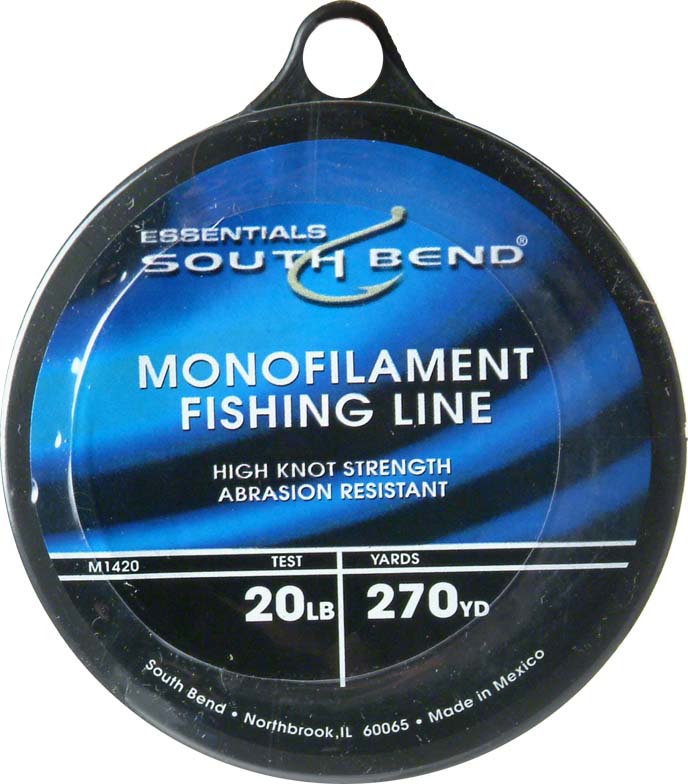 ESSENTIALS
SOUTH BEND®
MONOFILAMENT
FISHING LINE
HIGH KNOT STRENGTH
ABRASION RESISTANT
M1420 TEST YARDS
20LB 270YD
South Bend • Northbrook,IL 60065 • Made in Mexico